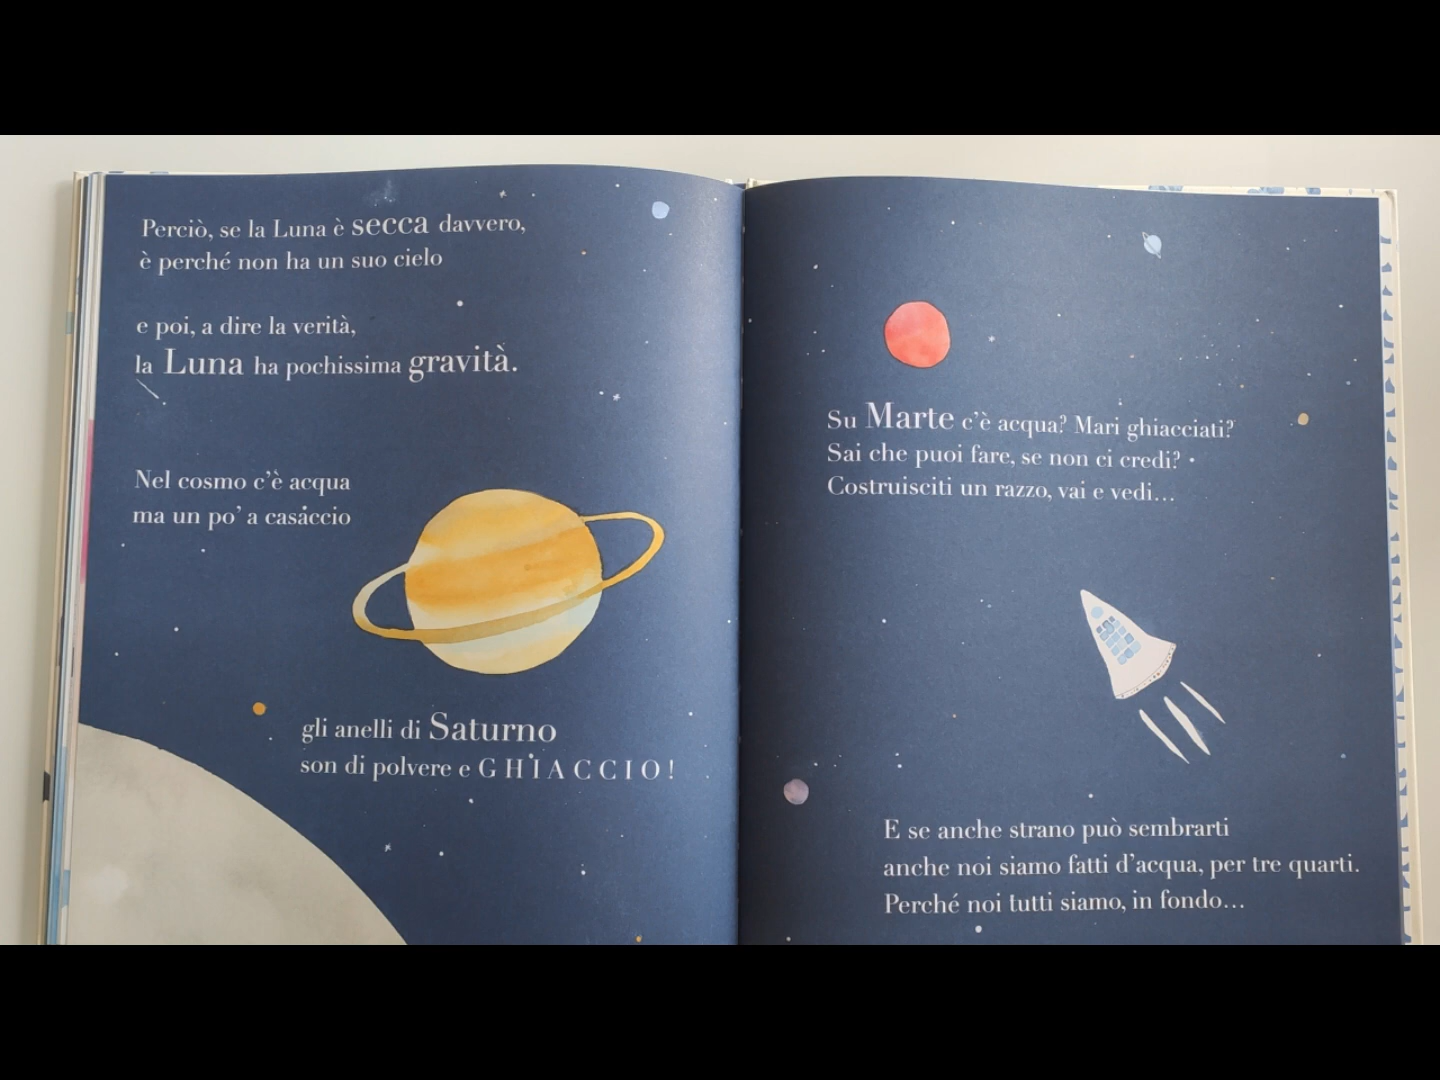 Perciò, se la Luna è secca davvero,
è perché non ha un suo cielo
e poi, a dire la verità,
la Luna ha pochissima gravità.
Nel cosmo c'è acqua
ma un po' a casaccio
gli anelli di Saturno
son di polvere e GHIACCIO!
Su Marte c'è acqua? Mari ghiacciati?
Sai che puoi fare, se non ci credi?
Costruisciti un razzo, vai e vedi...
E se anche strano può sembrarti
anche noi siamo fatti d'acqua, per tre quarti.
Perché noi tutti siamo, in fondo...